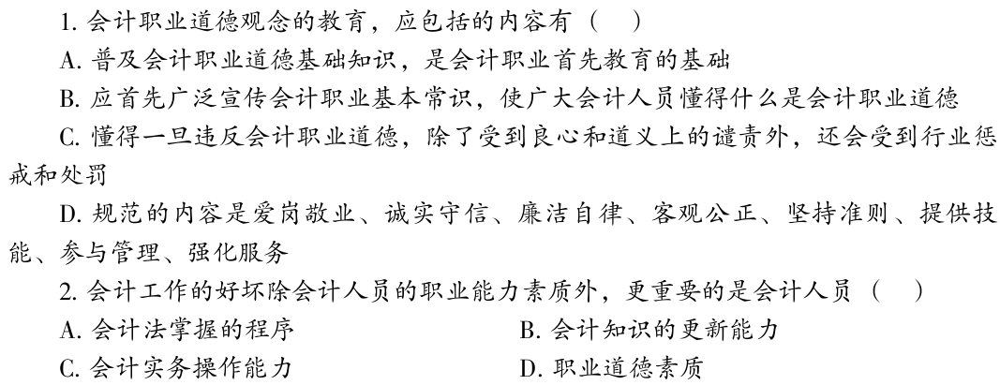 1. 会计职业道德观念的教育，应包括的内容有（　）
A. 普及会计职业道德基础知识，是会计职业首先教育的基础
B. 应首先广泛宣传会计职业基本常识，使广大会计人员懂得什么是会计职业道德
C. 懂得一旦违反会计职业道德，除了受到良心和道义上的谴责外，还会受到行业惩
戒和处罚
D. 规范的内容是爱岗敬业、诚实守信、廉洁自律、客观公正、坚持准则、提供技
能、参与管理、强化服务
2. 会计工作的好坏除会计人员的职业能力素质外，更重要的是会计人员（　）
A. 会计法掌握的程序　　B. 会计知识的更新能力
C. 会计实务操作能力　　D. 职业道德素质